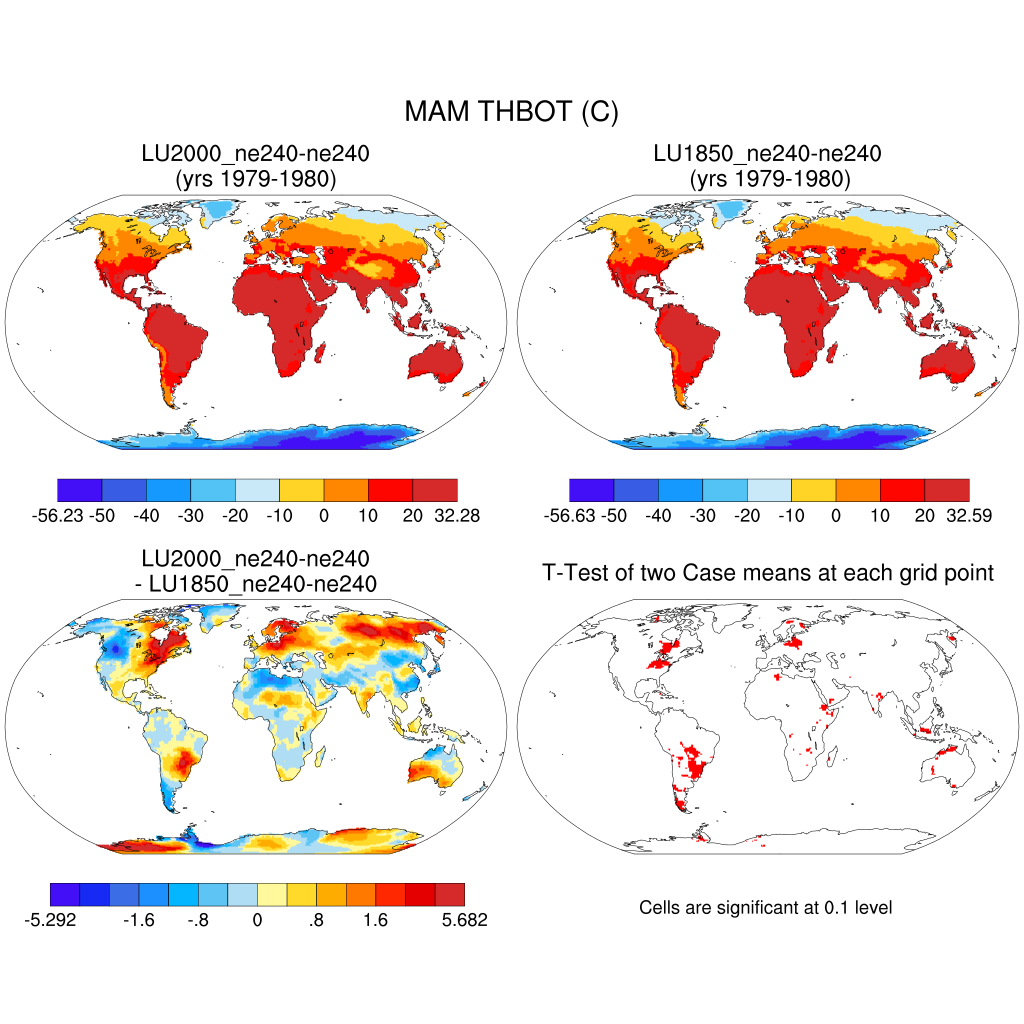 MAM THBOT (C)
LU2000_ne240-ne240
(yrs 1979-1980)
LU1850_ne240-ne240
(yrs 1979-1980)
-56.23 -50 -40 -30 -20 -10 0 10 20 32.28
-56.63 -50 -40 -30 -20 -10 0 10 20 32.59
LU2000_ne240-ne240
- LU1850_ne240-ne240
T-Test of two Case means at each grid point
-5.292 -1.6 -.8 0 .8 1.6 5.682
Cells are significant at 0.1 level